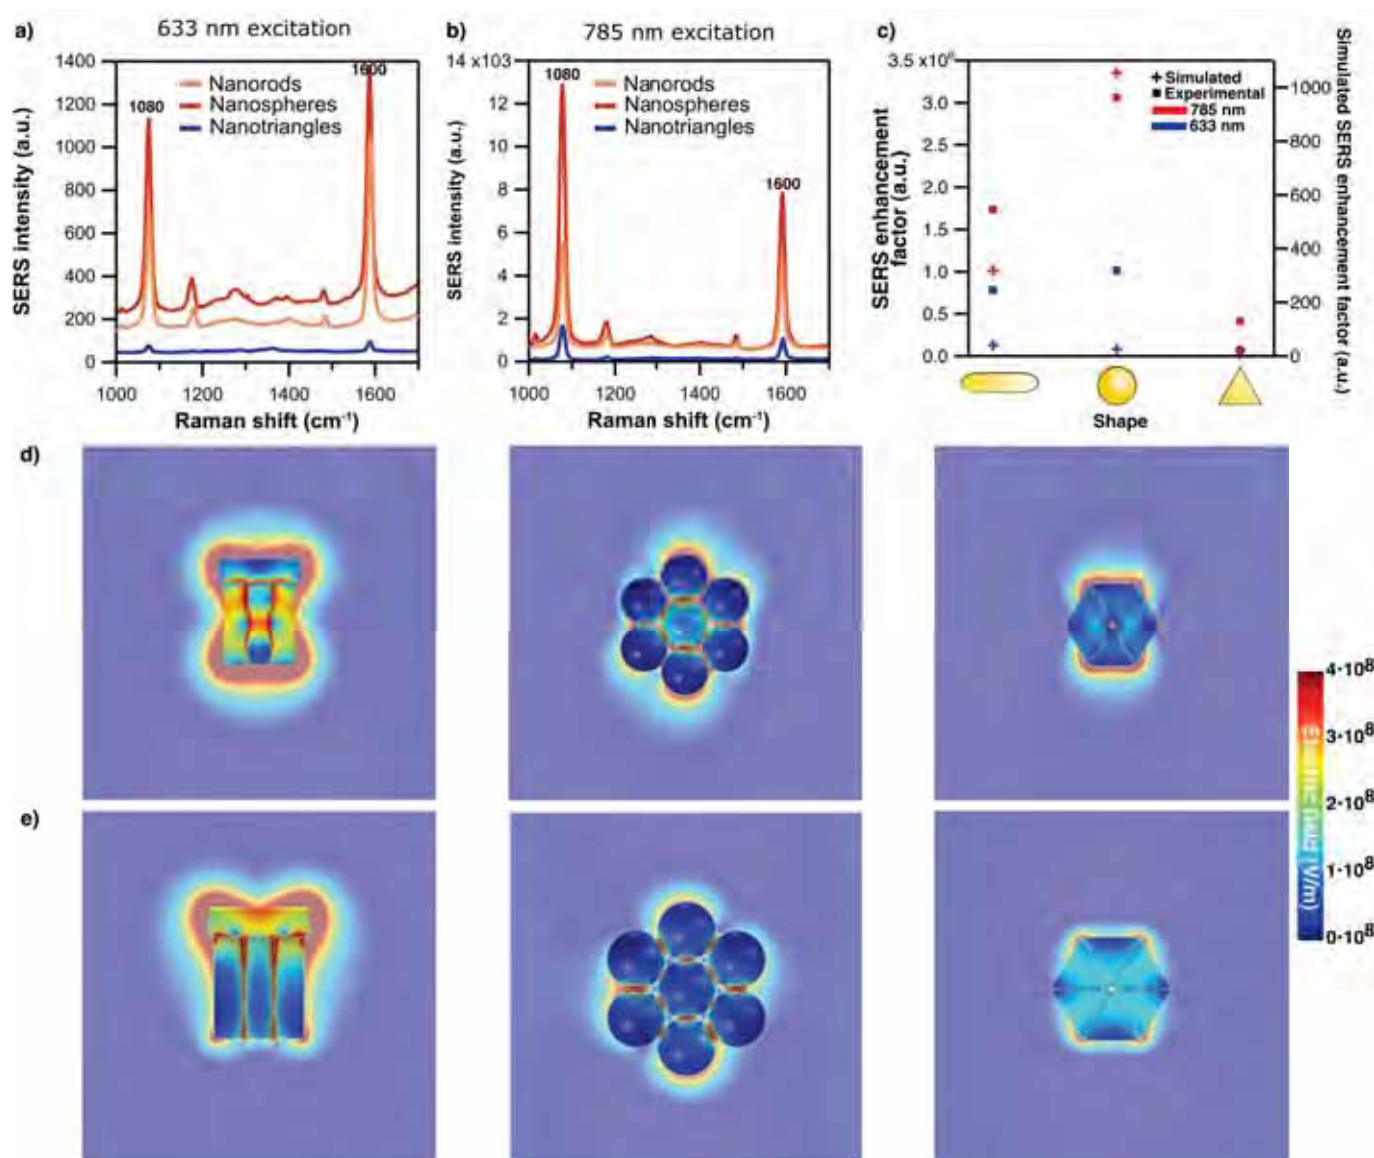 a)
633 nm excitation
SERS intensity (a.u.)
1400
1200
1000
800
600
400
200
0
1080
1600
Nanorods
Nanospheres
Nanotriangles
1000
1200
1400
1600
Raman shift (cm⁻¹)
b)
785 nm excitation
SERS intensity (a.u.)
14 x103
12
10
8
6
4
2
0
1080
1600
Nanorods
Nanospheres
Nanotriangles
1000
1200
1400
1600
Raman shift (cm⁻¹)
c)
SERS enhancement
factor (a.u.)
3.5x10⁶
3.0
2.5
2.0
1.5
1.0
0.5
0.0
Simulated
Experimental
785 nm
633 nm
1000
800
600
400
200
0
Simulated SERS enhancement factor (a.u.)
Shape
d)
e)
4·10⁸
3·10⁸
2·10⁸
1·10⁸
0·10⁸
(V/m)